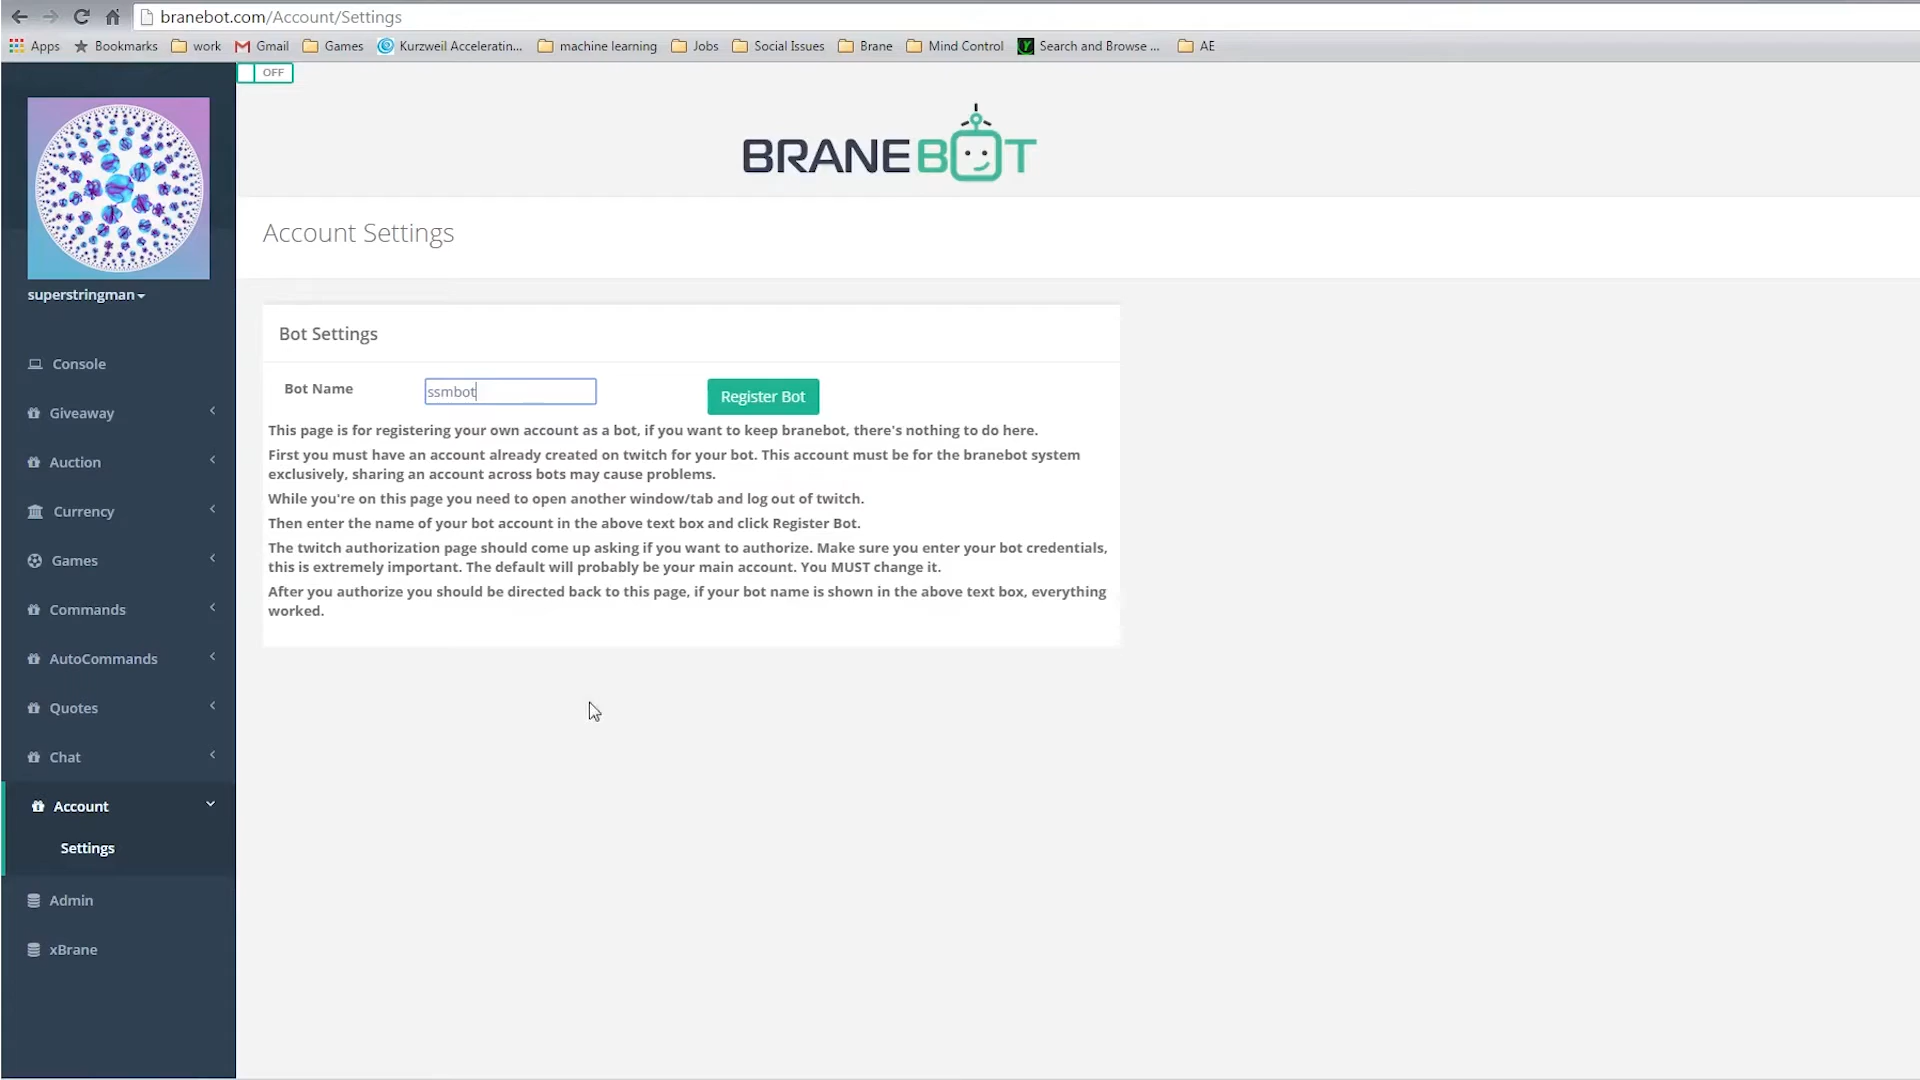 branebot.com/Account/Settings
Apps Bookmarks work Gmail Games Kurzweil Acceleratin... machine learning Jobs Social Issues Brane Mind Control Search and Browse ... AE
OFF
BRANEBOT
Account Settings
superstringman
Bot Settings
Bot Name ssmbot Register Bot
This page is for registering your own account as a bot, if you want to keep branebot, there's nothing to do here.
First you must have an account already created on twitch for your bot. This account must be for the branebot system
exclusively, sharing an account across bots may cause problems.
While you're on this page you need to open another window/tab and log out of twitch.
Then enter the name of your bot account in the above text box and click Register Bot.
The twitch authorization page should come up asking if you want to authorize. Make sure you enter your bot credentials,
this is extremely important. The default will probably be your main account. You MUST change it.
After you authorize you should be directed back to this page, if your bot name is shown in the above text box, everything
worked.
Console
Giveaway
Auction
Currency
Games
Commands
AutoCommands
Quotes
Chat
Account
Settings
Admin
xBrane